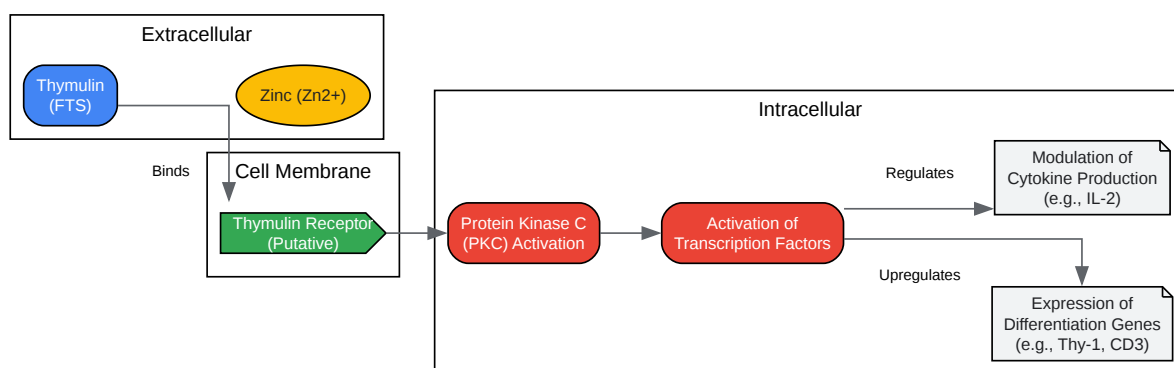 Extracellular
Thymulin
(FTS)
Zinc (Zn2+)
Binds
Cell Membrane
Thymulin Receptor
(Putative)
Intracellular
Protein Kinase C
(PKC) Activation
Activation of
Transcription Factors
Regulates
Modulation of
Cytokine Production
(e.g., IL-2)
Upregulates
Expression of
Differentiation Genes
(e.g., Thy-1, CD3)